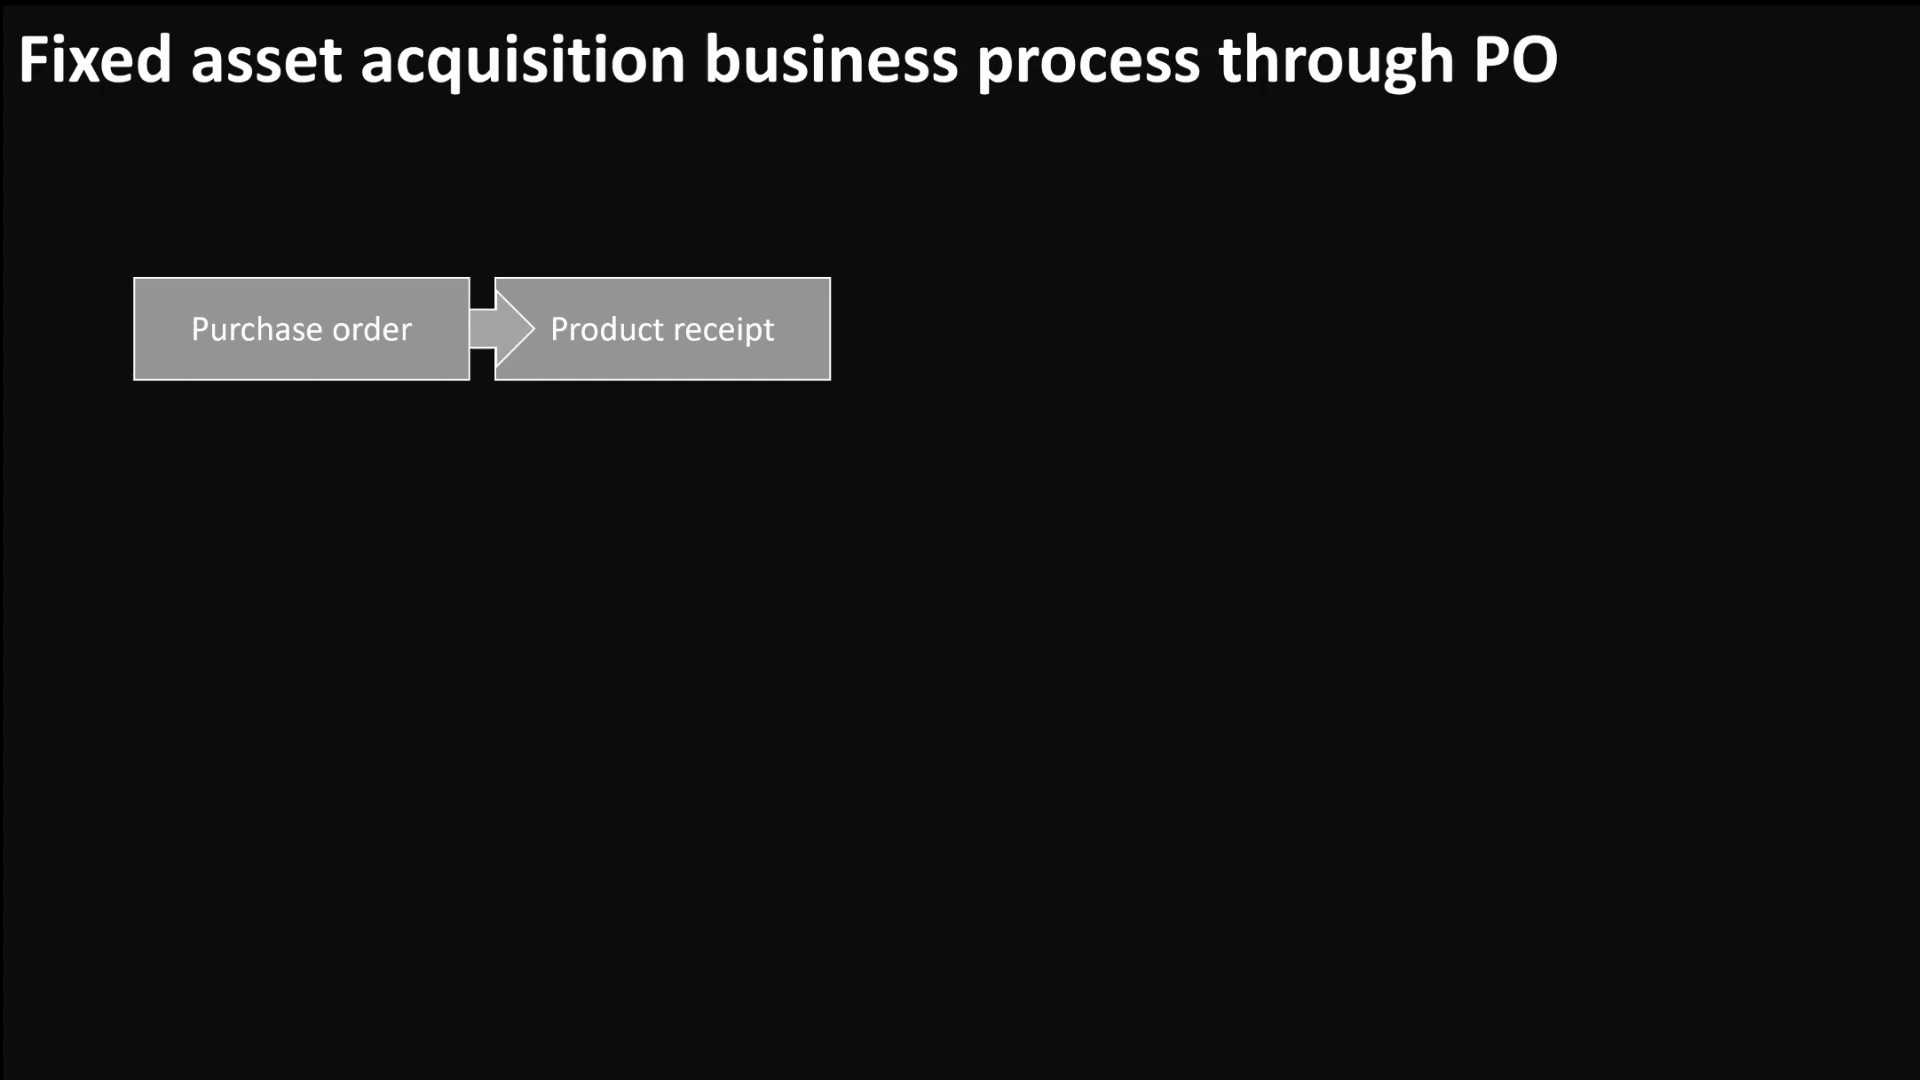 Fixed asset acquisition business process through PO
Purchase order
Product receipt